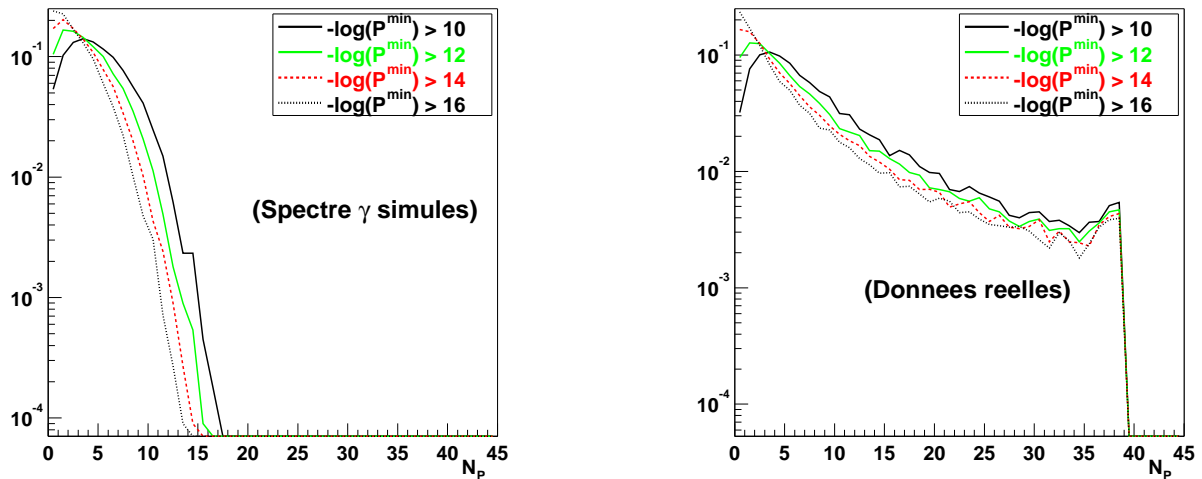 -log(P^min) > 10
-log(P^min) > 12
-log(P^min) > 14
-log(P^min) > 16
(Spectre γ simules)
10^-1
10^-2
10^-3
10^-4
0 5 10 15 20 25 30 35 40 45
N_P
-log(P^min) > 10
-log(P^min) > 12
-log(P^min) > 14
-log(P^min) > 16
(Donnees reelles)
10^-1
10^-2
10^-3
10^-4
0 5 10 15 20 25 30 35 40 45
N_P